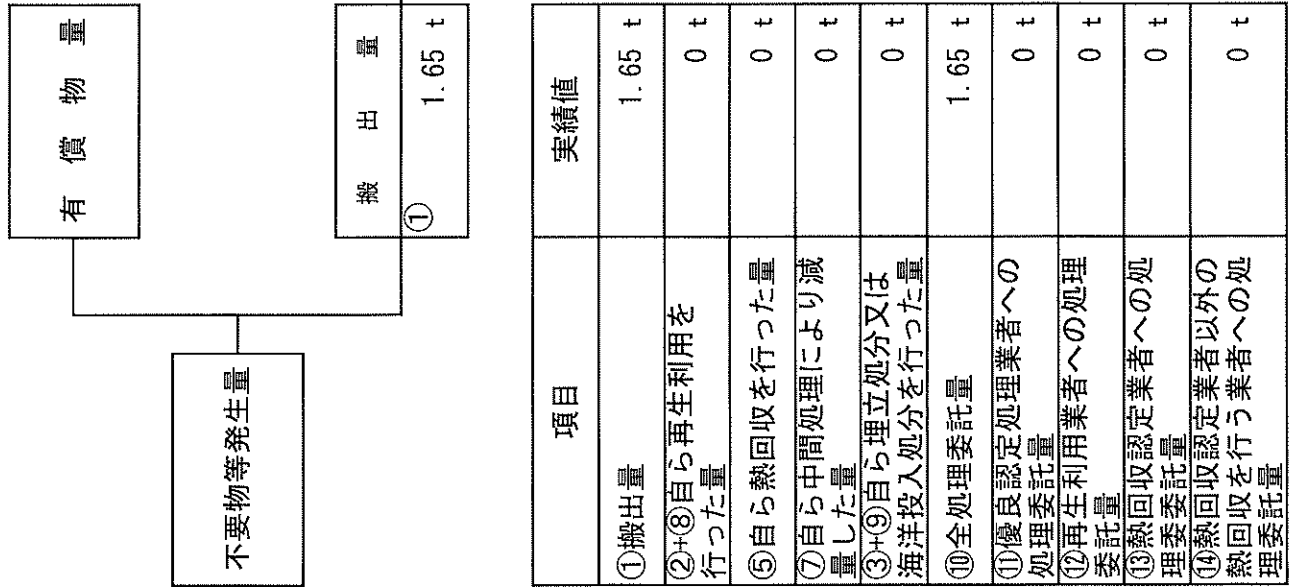 有 償 物 量
不要物等発生量
搬 出 量
① 1.65 t
項目 実績値
①搬出量 1.65 t
②+⑧自ら再生利用を
行った量 0 t
⑤自ら熱回収を行った量 0 t
⑦自ら中間処理により減
量した量 0 t
③+⑨自ら埋立処分又は
海洋投入処分を行った量 0 t
⑩全処理委託量 1.65 t
⑪優良認定処理業者への
処理委託量 0 t
⑫再生利用業者への処理
委託量 0 t
⑬熱回収認定業者への処
理委委託量 0 t
⑭熱回収認定業者以外の
熱回収を行う業者への処
理委託量 0 t